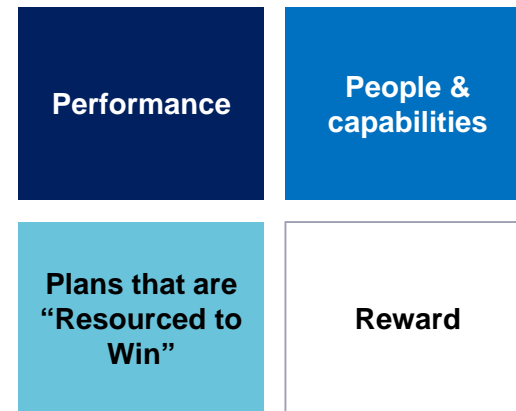 Performance
People &
capabilities
Plans that are
“Resourced to
Win”
Reward